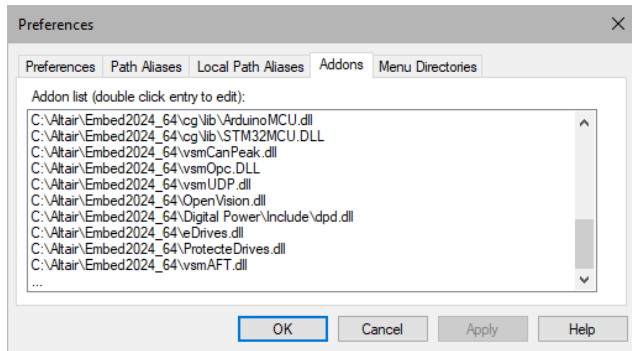 Preferences
Preferences Path Aliases Local Path Aliases Addons Menu Directories
Addon list (double click entry to edit):
C:\Altair\Embed2024_64\cg\lib\ArduinoMCU.dll
C:\Altair\Embed2024_64\cg\lib\STM32MCU.DLL
C:\Altair\Embed2024_64\vsmCanPeak.dll
C:\Altair\Embed2024_64\vsmOpc.DLL
C:\Altair\Embed2024_64\vsmUDP.dll
C:\Altair\Embed2024_64\OpenVision.dll
C:\Altair\Embed2024_64\Digital Power\Include\dpd.dll
C:\Altair\Embed2024_64\eDrives.dll
C:\Altair\Embed2024_64\ProtecteDrives.dll
C:\Altair\Embed2024_64\vsmAFT.dll
...
OK Cancel Apply Help